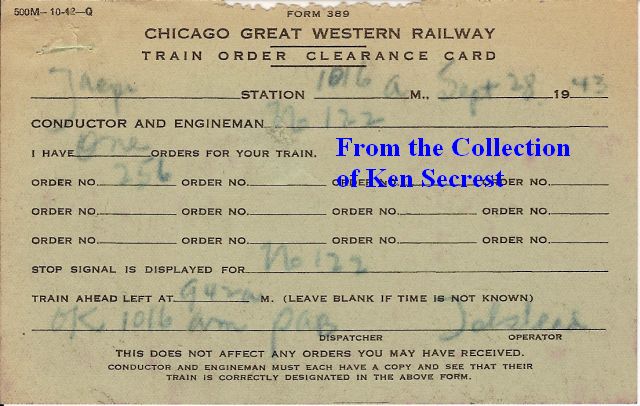 500M-10-42-Q
FORM 389
CHICAGO GREAT WESTERN RAILWAY
TRAIN ORDER CLEARANCE CARD
STATION 1016 a M., Sept 28 1943
CONDUCTOR AND ENGINEMAN No 122
I HAVE One ORDERS FOR YOUR TRAIN.
From the Collection
of Ken Secrest
ORDER NO. 256 ORDER NO. ORDER NO. ORDER NO.
ORDER NO. ORDER NO. ORDER NO. ORDER NO.
ORDER NO. ORDER NO. ORDER NO. ORDER NO.
STOP SIGNAL IS DISPLAYED FOR No 122
TRAIN AHEAD LEFT AT M. (LEAVE BLANK IF TIME IS NOT KNOWN)
OK 1016 am PAB
DISPATCHER OPERATOR
THIS DOES NOT AFFECT ANY ORDERS YOU MAY HAVE RECEIVED.
CONDUCTOR AND ENGINEMAN MUST EACH HAVE A COPY AND SEE THAT THEIR
TRAIN IS CORRECTLY DESIGNATED IN THE ABOVE FORM.